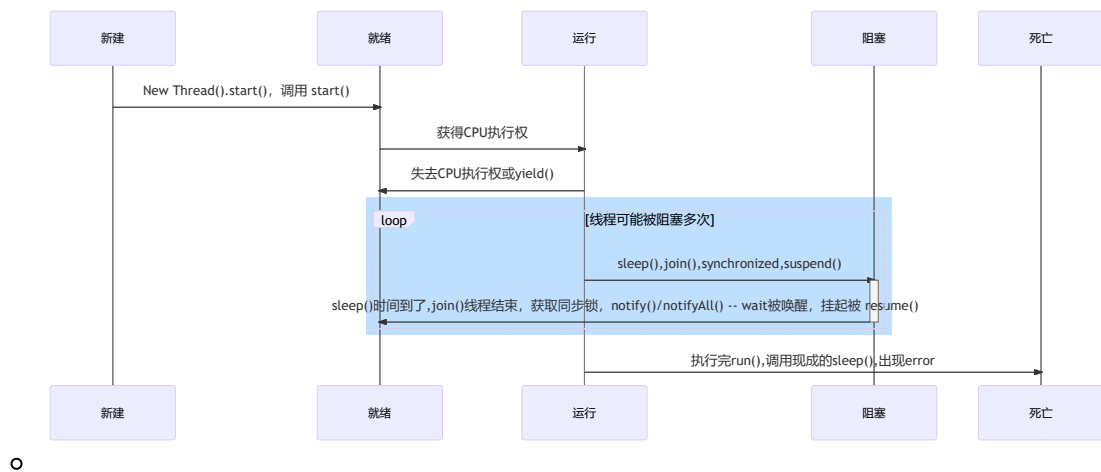 新建 就绪 运行 阻塞 死亡
New Thread().start()，调用 start()
获得CPU执行权
失去CPU执行权或yield()
loop [线程可能被阻塞多次]
sleep(),join(),synchronized,suspend()
sleep()时间到了,join()线程结束，获取同步锁，notify()/notifyAll() -- wait被唤醒，挂起被 resume()
执行完run(),调用现成的sleep(),出现error
新建 就绪 运行 阻塞 死亡